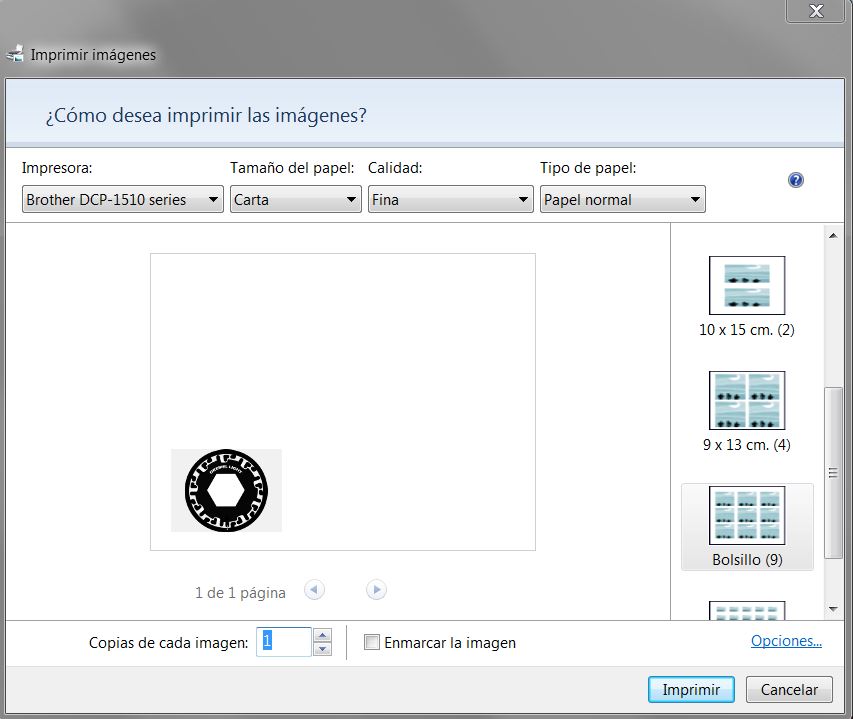 Imprimir imágenes
¿Cómo desea imprimir las imágenes?
Impresora: Tamaño del papel: Calidad: Tipo de papel:
Brother DCP-1510 series Carta Fina Papel normal
10 x 15 cm. (2)
9 x 13 cm. (4)
Bolsillo (9)
1 de 1 página
Copias de cada imagen: 1 Enmarcar la imagen Opciones...
Imprimir Cancelar